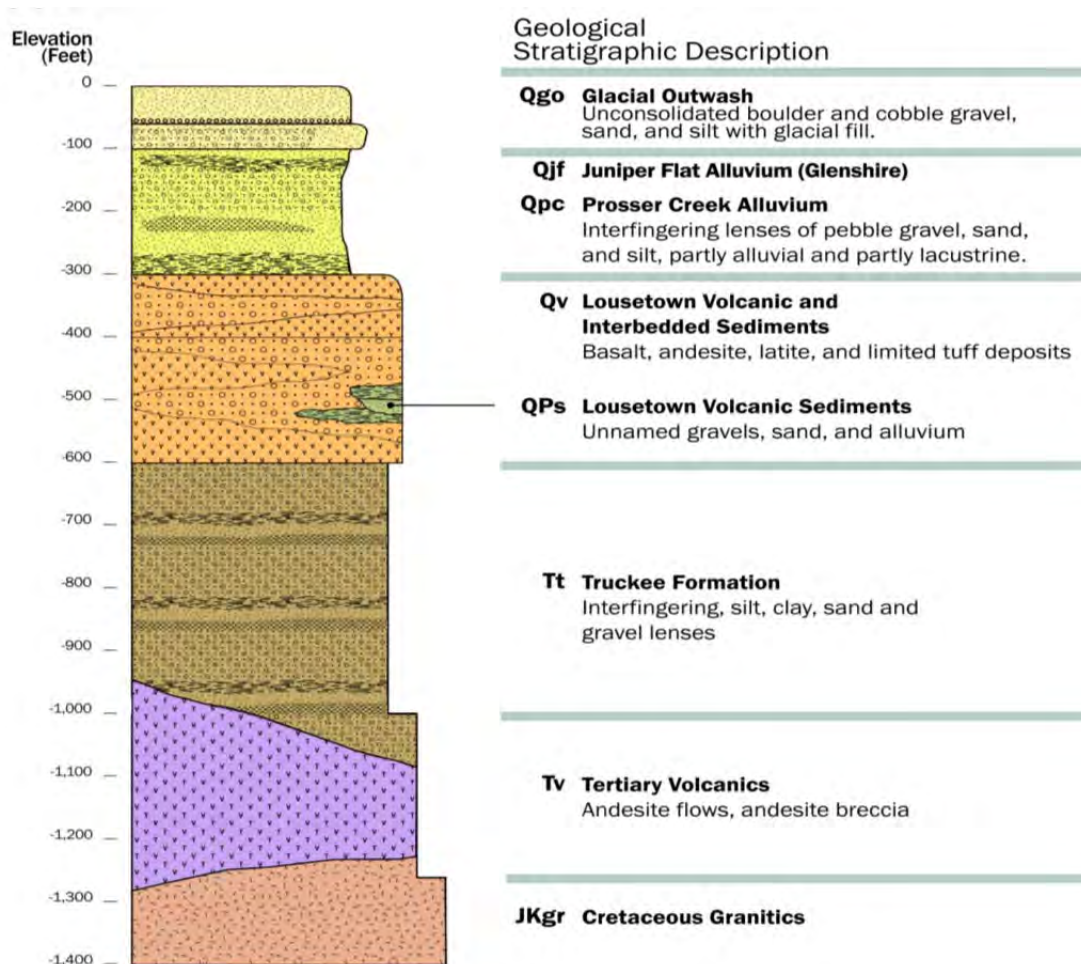 Elevation
(Feet)
0
-100
-200
-300
-400
-500
-600
-700
-800
-900
-1,000
-1,100
-1,200
-1,300
-1,400
Geological
Stratigraphic Description
Qgo Glacial Outwash
Unconsolidated boulder and cobble gravel,
sand, and silt with glacial fill.
Qjf Juniper Flat Alluvium (Glenshire)
Qpc Prosser Creek Alluvium
Interfingering lenses of pebble gravel, sand,
and silt, partly alluvial and partly lacustrine.
Qv Lousetown Volcanic and
Interbedded Sediments
Basalt, andesite, latite, and limited tuff deposits
QPs Lousetown Volcanic Sediments
Unnamed gravels, sand, and alluvium
Tt Truckee Formation
Interfingering, silt, clay, sand and
gravel lenses
Tv Tertiary Volcanics
Andesite flows, andesite breccia
JKgr Cretaceous Granitics